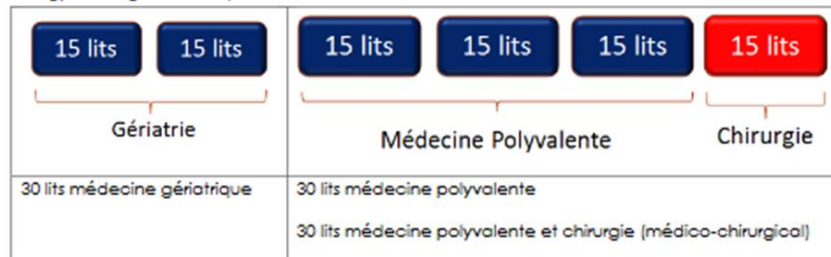 15 lits 15 lits 15 lits 15 lits 15 lits 15 lits
Gériatrie Médecine Polyvalente Chirurgie
30 lits médecine gériatrique 30 lits médecine polyvalente
30 lits médecine polyvalente et chirurgie (médico-chirurgical)